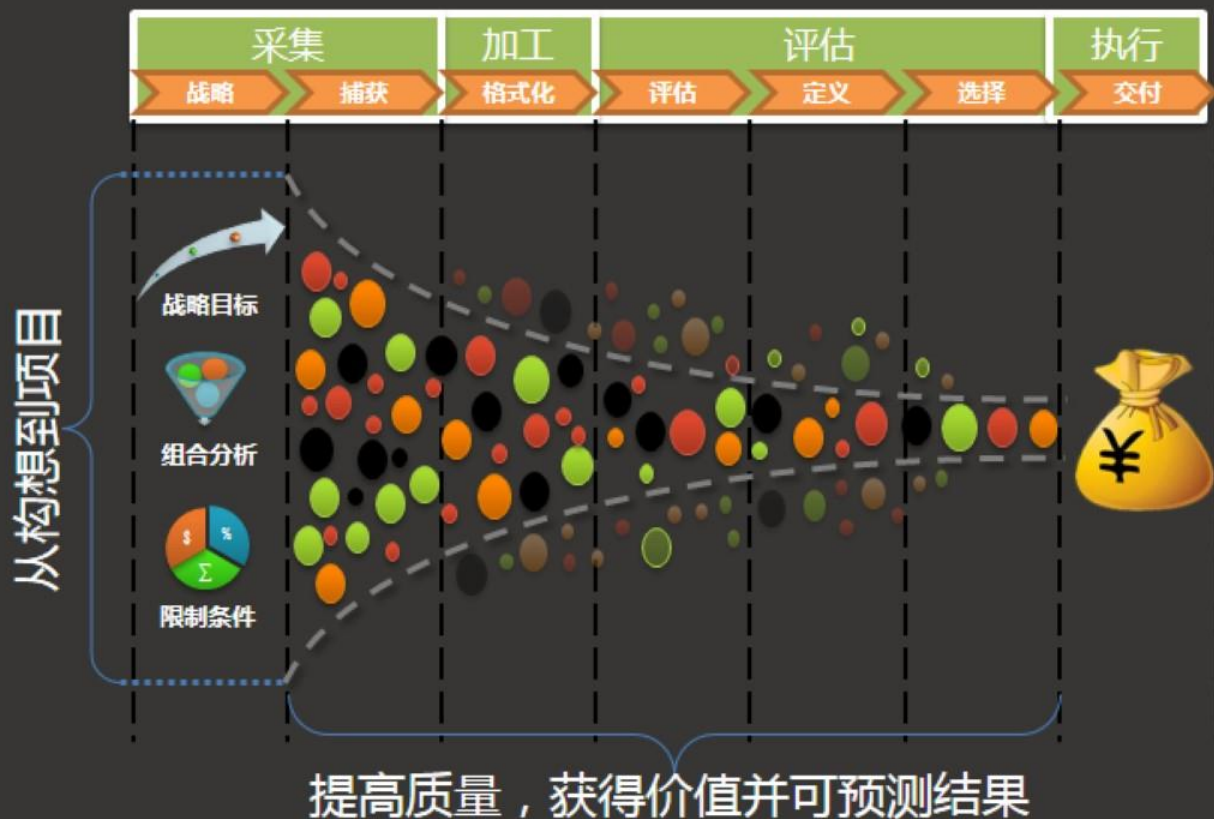 采集 加工 评估 执行
战略 捕获 格式化 评估 定义 选择 交付
战略目标
组合分析
$ %
Σ
限制条件
从构想到项目
¥
提高质量，获得价值并可预测结果